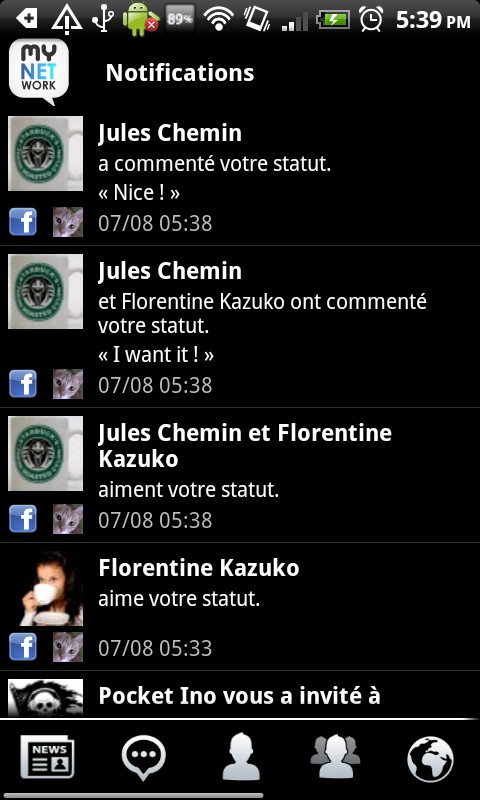 89%
5:39 PM
MY
NET
WORK
Notifications
Jules Chemin
a commenté votre statut.
« Nice ! »
07/08 05:38
Jules Chemin
et Florentine Kazuko ont commenté
votre statut.
« I want it ! »
07/08 05:38
Jules Chemin et Florentine
Kazuko
aiment votre statut.
07/08 05:38
Florentine Kazuko
aime votre statut.
07/08 05:33
Pocket Ino vous a invité à
NEWS